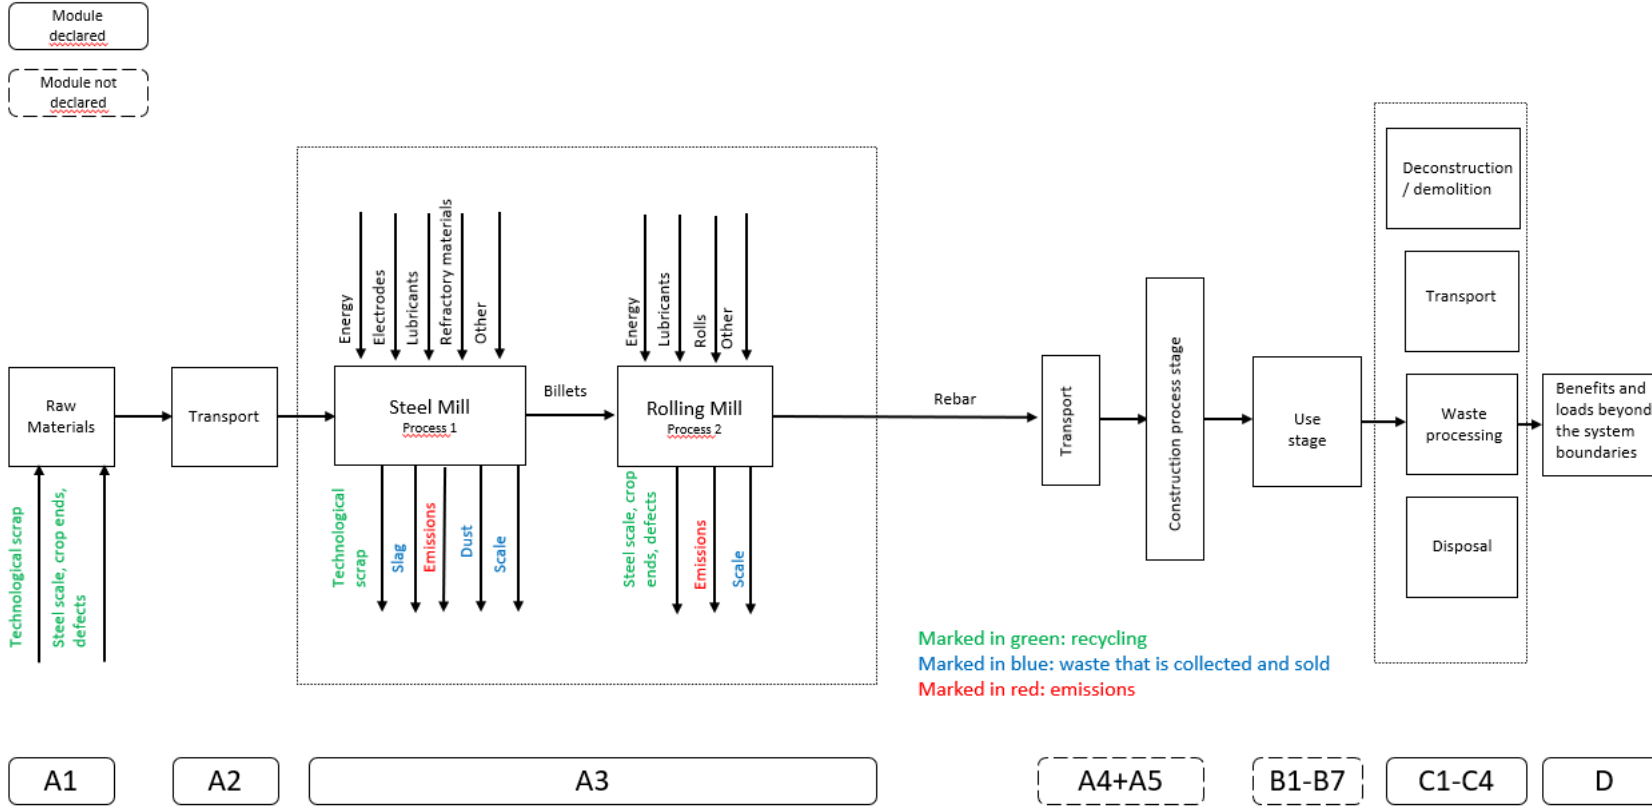 Module
declared
Module not
declared
Energy
Electrodes
Lubricants
Refractory materials
Other
Energy
Lubricants
Rolls
Other
Raw
Materials
Transport
Steel Mill
Process 1
Billets
Rolling Mill
Process 2
Rebar
Transport
Construction process stage
Use
stage
Deconstruction
/ demolition
Transport
Waste
processing
Disposal
Benefits and
loads beyond
the system
boundaries
Technological scrap
Steel scale, crop ends,
defects
Technological
scrap
Slag
Emissions
Dust
Scale
Steel scale, crop
ends, defects
Emissions
Scale
Marked in green: recycling
Marked in blue: waste that is collected and sold
Marked in red: emissions
A1
A2
A3
A4+A5
B1-B7
C1-C4
D